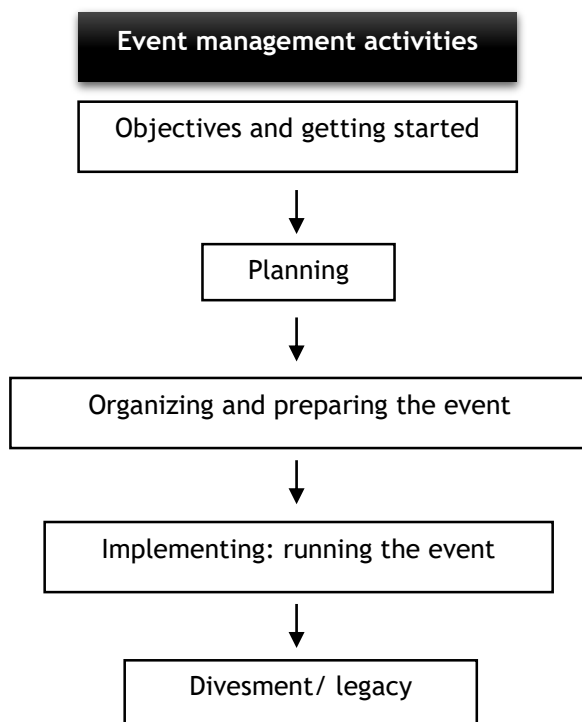 Event management activities
Objectives and getting started
Planning
Organizing and preparing the event
Implementing: running the event
Divesment/ legacy